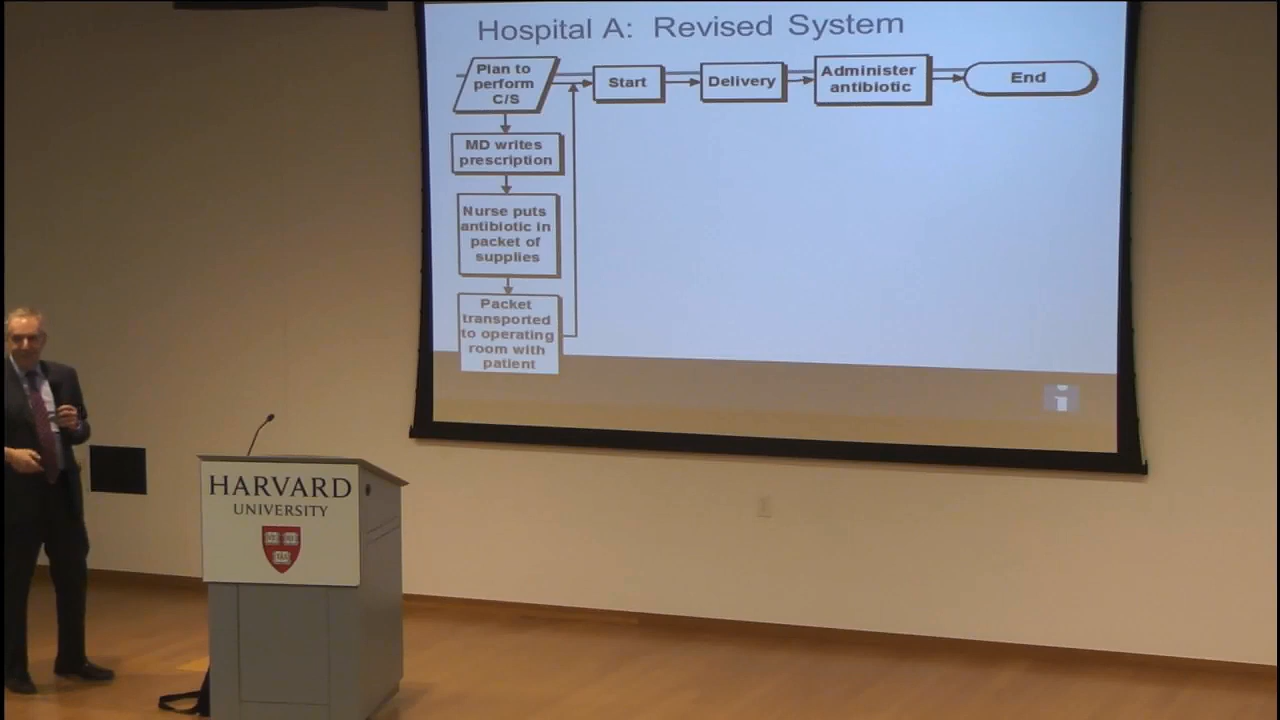 Hospital A: Revised System
Plan to
perform
C/S
Start
Delivery
Administer
antibiotic
End
MD writes
prescription
Nurse puts
antibiotic in
packet of
supplies
Packet
transported
to operating
room with
patient
HARVARD
UNIVERSITY